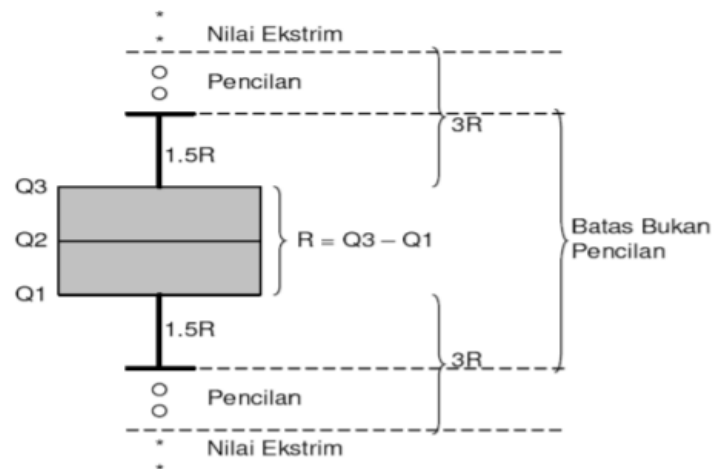 *
* Nilai Ekstrim
Pencilan
3R
1.5R
Q3
Q2
R = Q3 – Q1
Batas Bukan
Pencilan
Q1
1.5R
3R
Pencilan
* Nilai Ekstrim
*